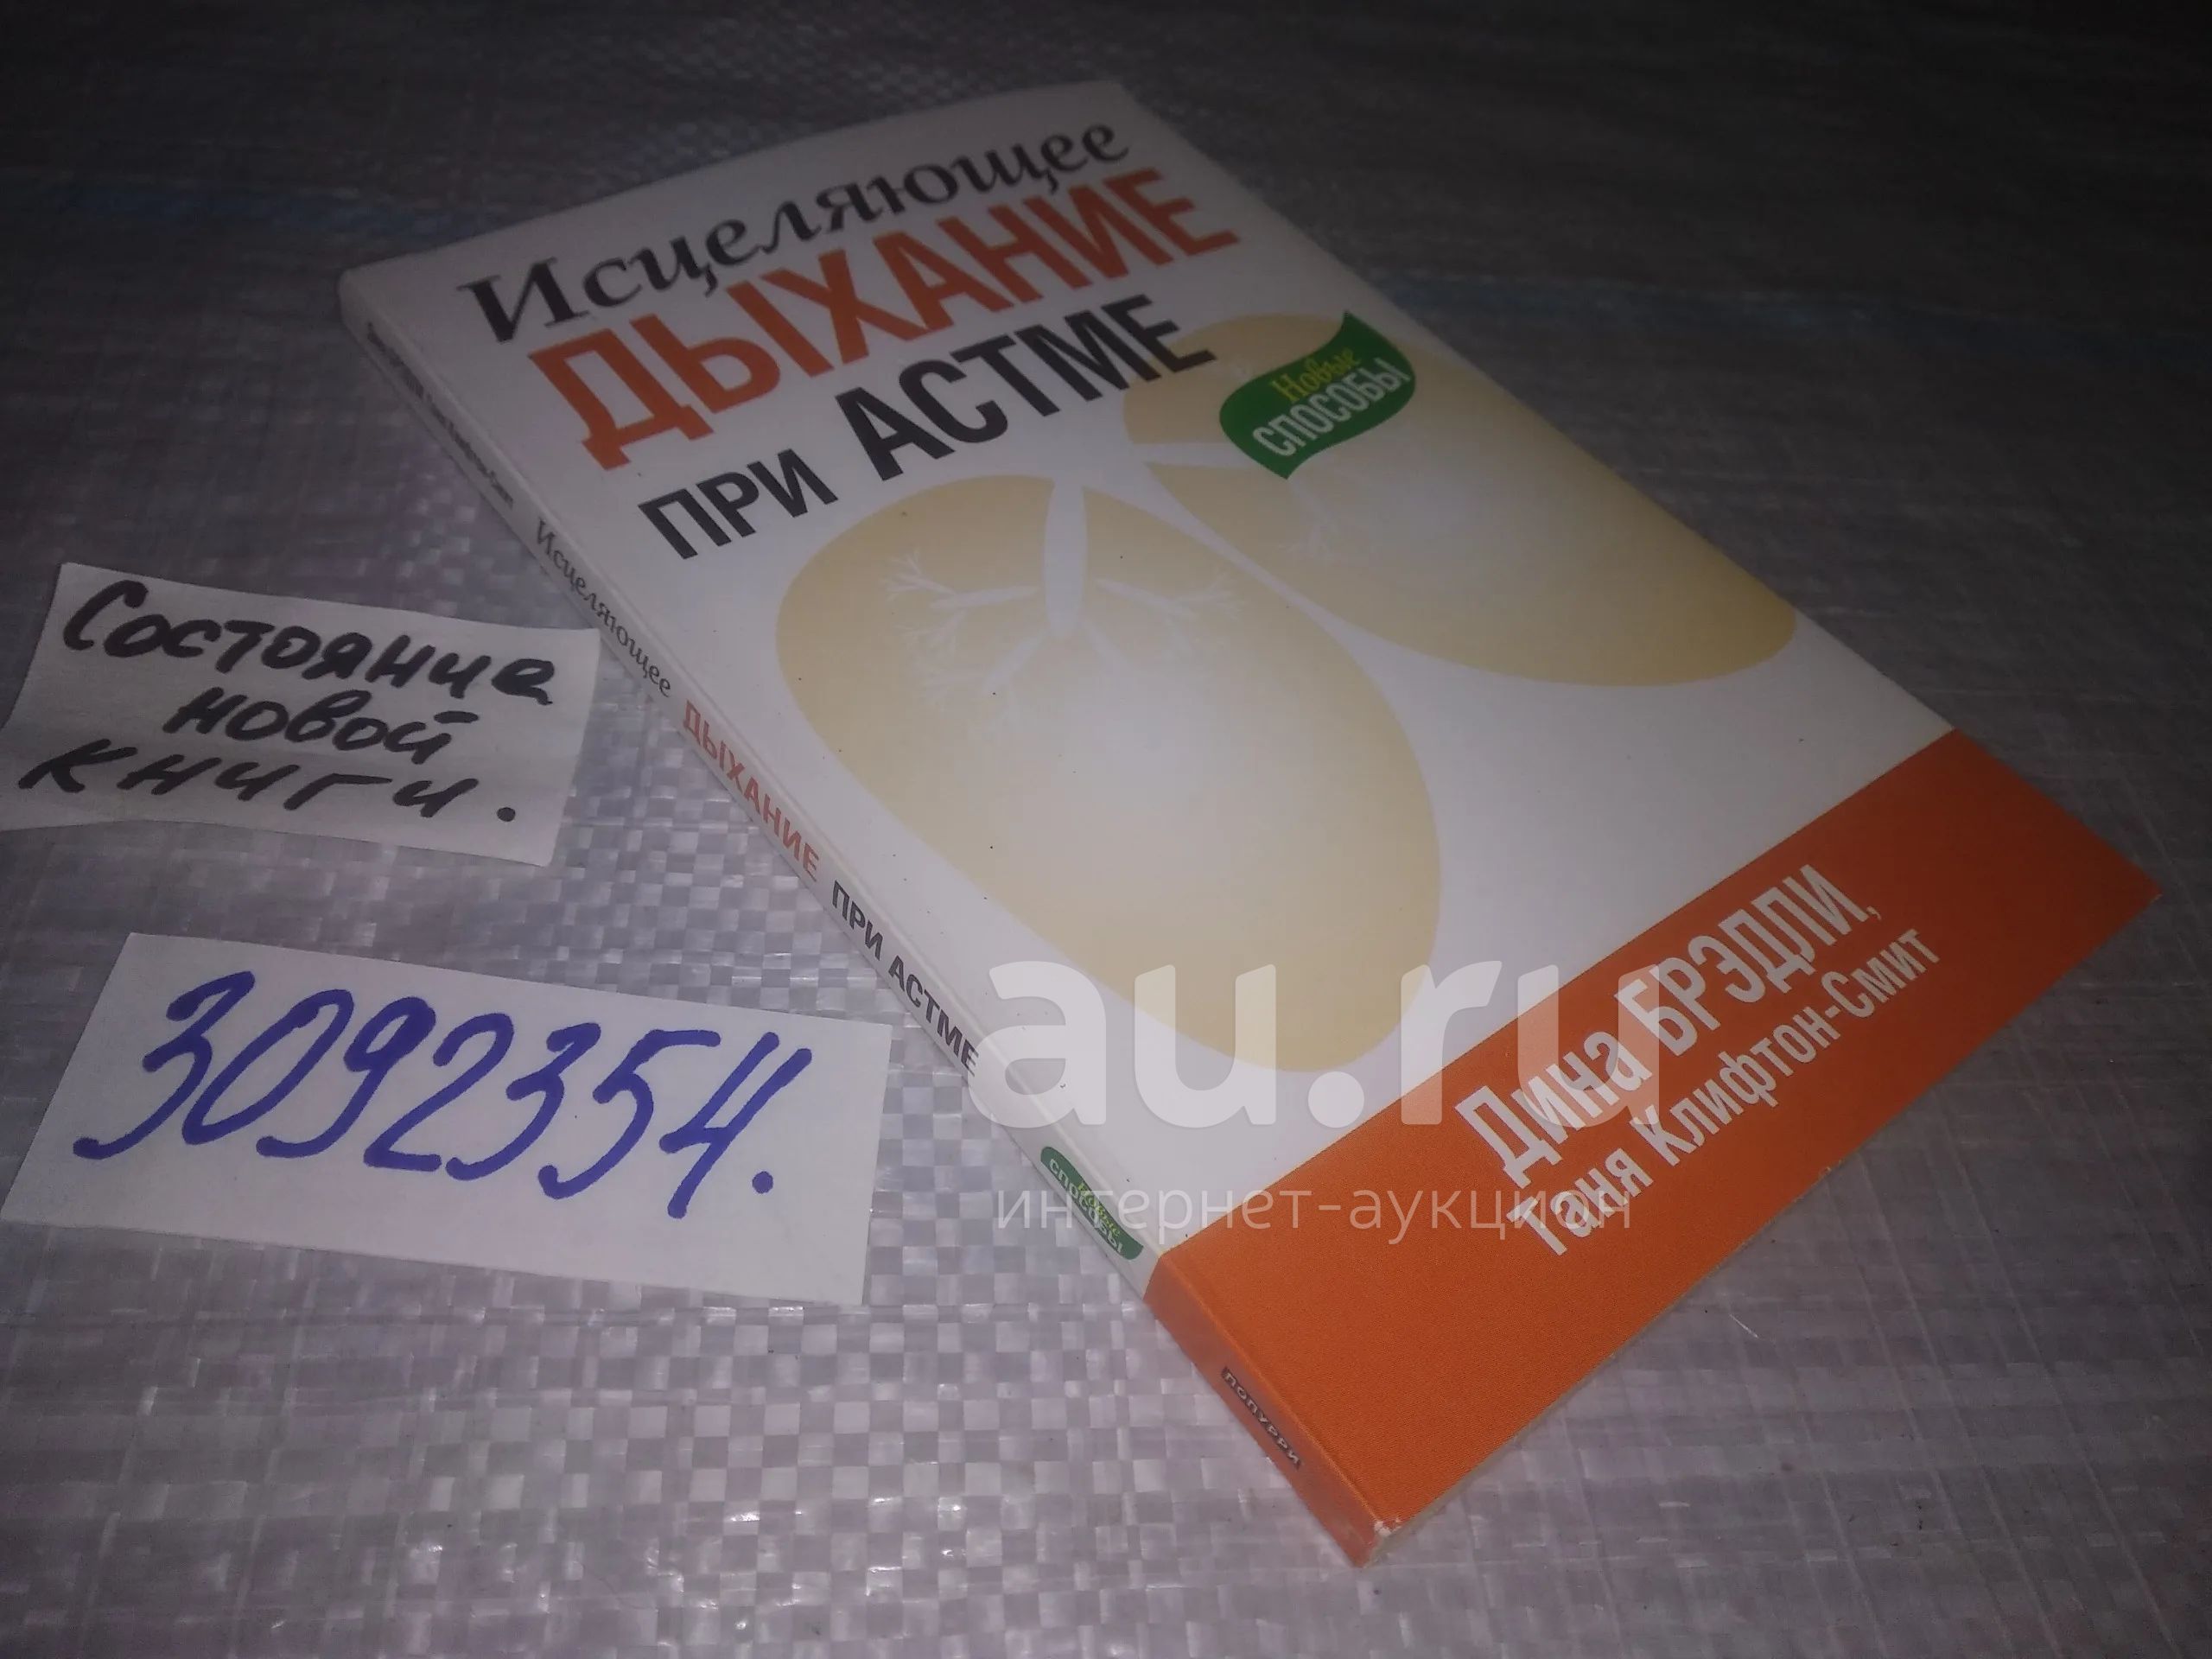 Исцеляющее
ДЫХАНИЕ
ПРИ АСТМЕ
Новые
СПОСОБЫ
Дина БРЭДЛИ,
Таня Клифтон-Смит
Исцеляющее ДЫХАНИЕ ПРИ АСТМЕ
Новые
СПОСОБЫ
ПОПУРРИ
Состояние
новой
книги.
3092354.
au.ru
интернет-аукцион